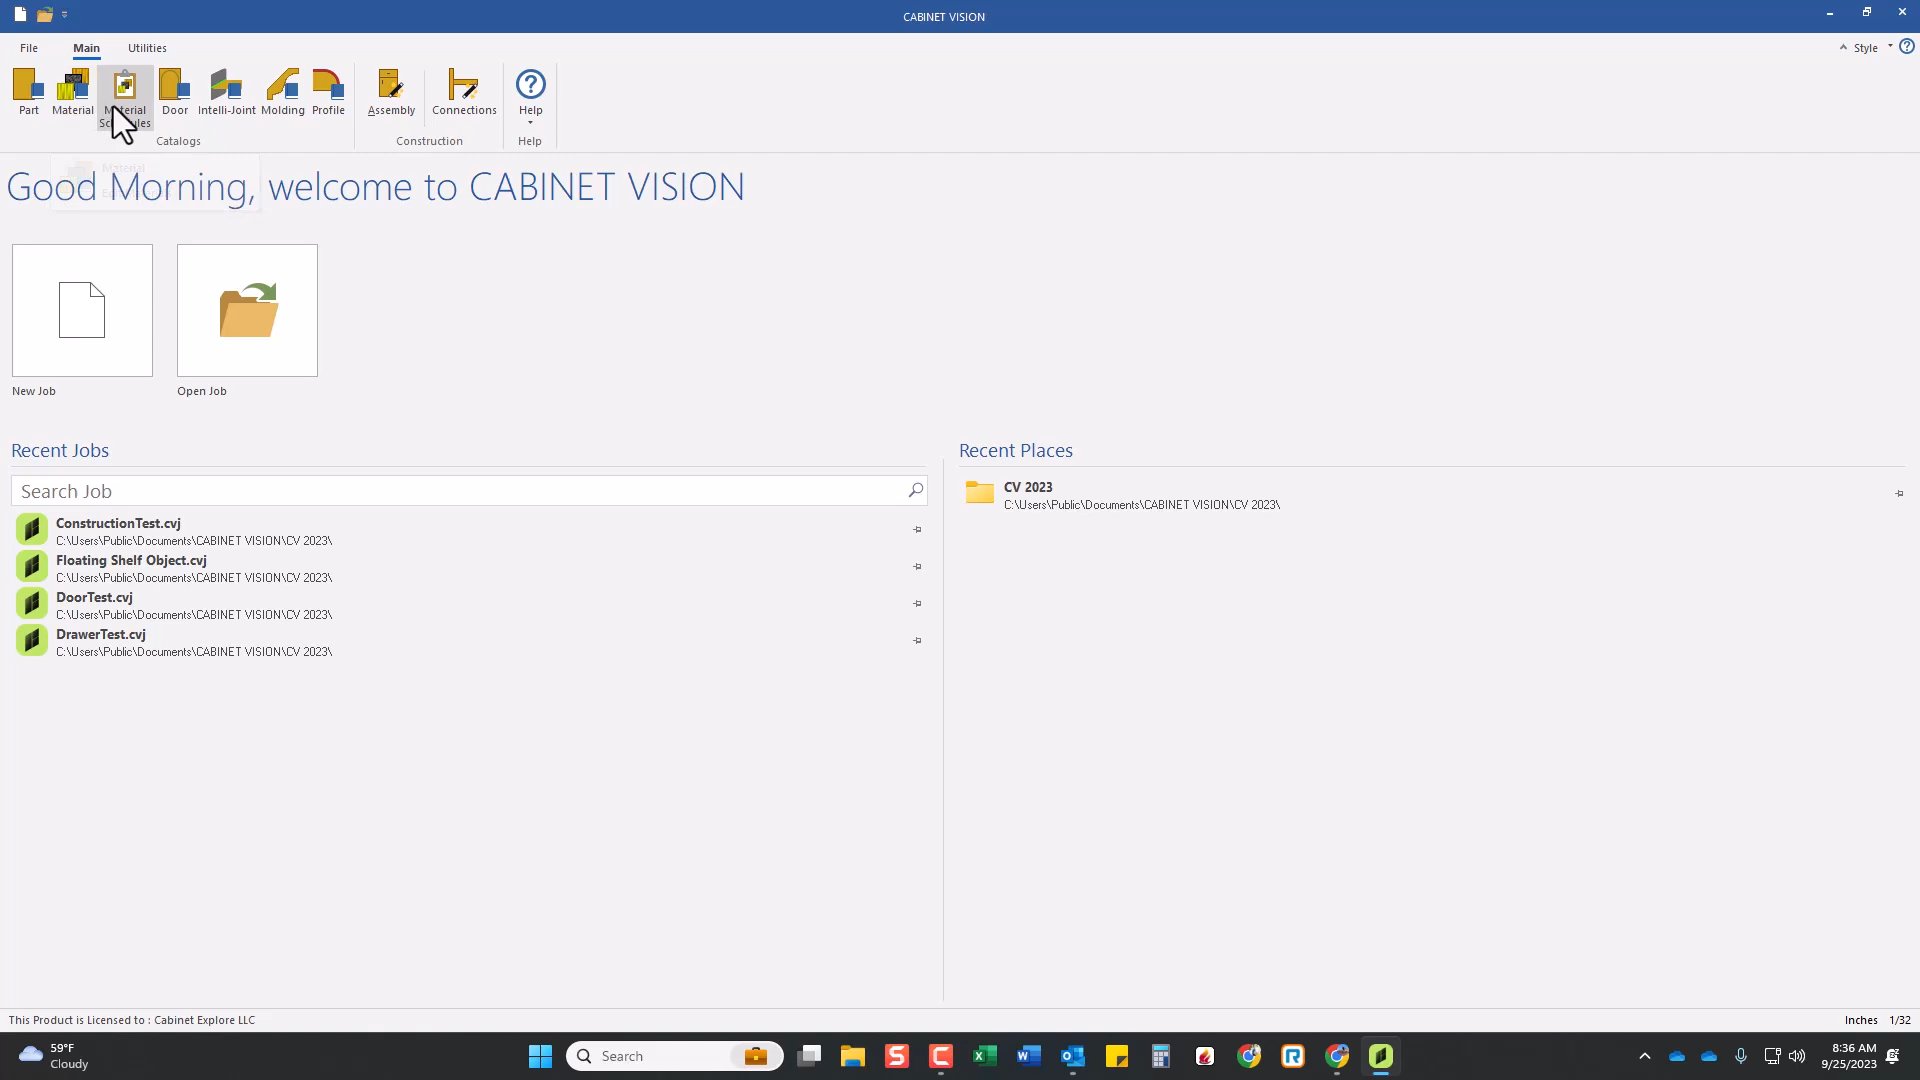 CABINET VISION
File Main Utilities
Style
Part Material Material Schedules Door Intelli-Joint Molding Profile Assembly Connections Help
Catalogs Construction Help
Material
Good Morning, welcome to CABINET VISION
New Job Open Job
Recent Jobs
Search Job
ConstructionTest.cvj
C:\Users\Public\Documents\CABINET VISION\CV 2023\
Floating Shelf Object.cvj
C:\Users\Public\Documents\CABINET VISION\CV 2023\
DoorTest.cvj
C:\Users\Public\Documents\CABINET VISION\CV 2023\
DrawerTest.cvj
C:\Users\Public\Documents\CABINET VISION\CV 2023\
Recent Places
CV 2023
C:\Users\Public\Documents\CABINET VISION\CV 2023\
This Product is Licensed to : Cabinet Explore LLC
Inches 1/32
59°F
Cloudy
Search
8:36 AM
9/25/2023